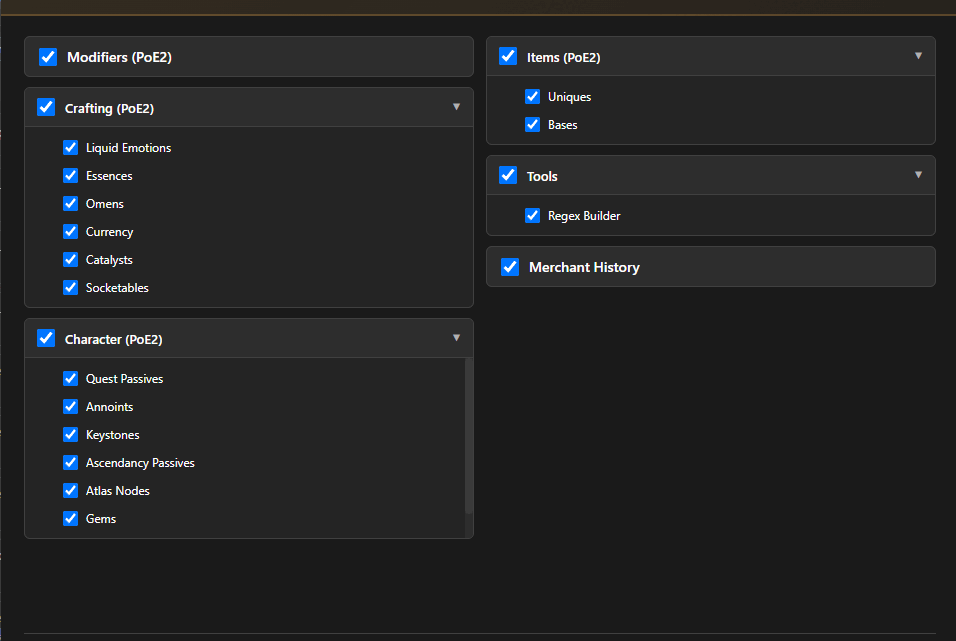 Modifiers (PoE2)
Crafting (PoE2)
Liquid Emotions
Essences
Omens
Currency
Catalysts
Socketables
Character (PoE2)
Quest Passives
Annoints
Keystones
Ascendancy Passives
Atlas Nodes
Gems
Items (PoE2)
Uniques
Bases
Tools
Regex Builder
Merchant History